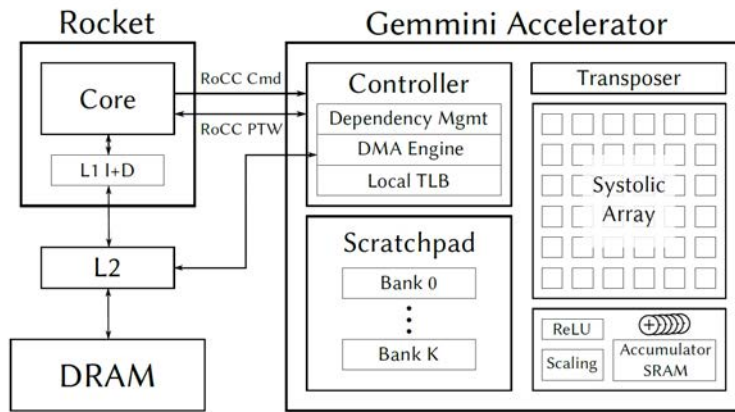 Rocket
Core
L1 I+D
L2
DRAM
RoCC Cmd
RoCC PTW
Gemmini Accelerator
Controller
Dependency Mgmt
DMA Engine
Local TLB
Scratchpad
Bank 0
Bank K
Transposer
Systolic
Array
ReLU
Scaling
Accumulator
SRAM